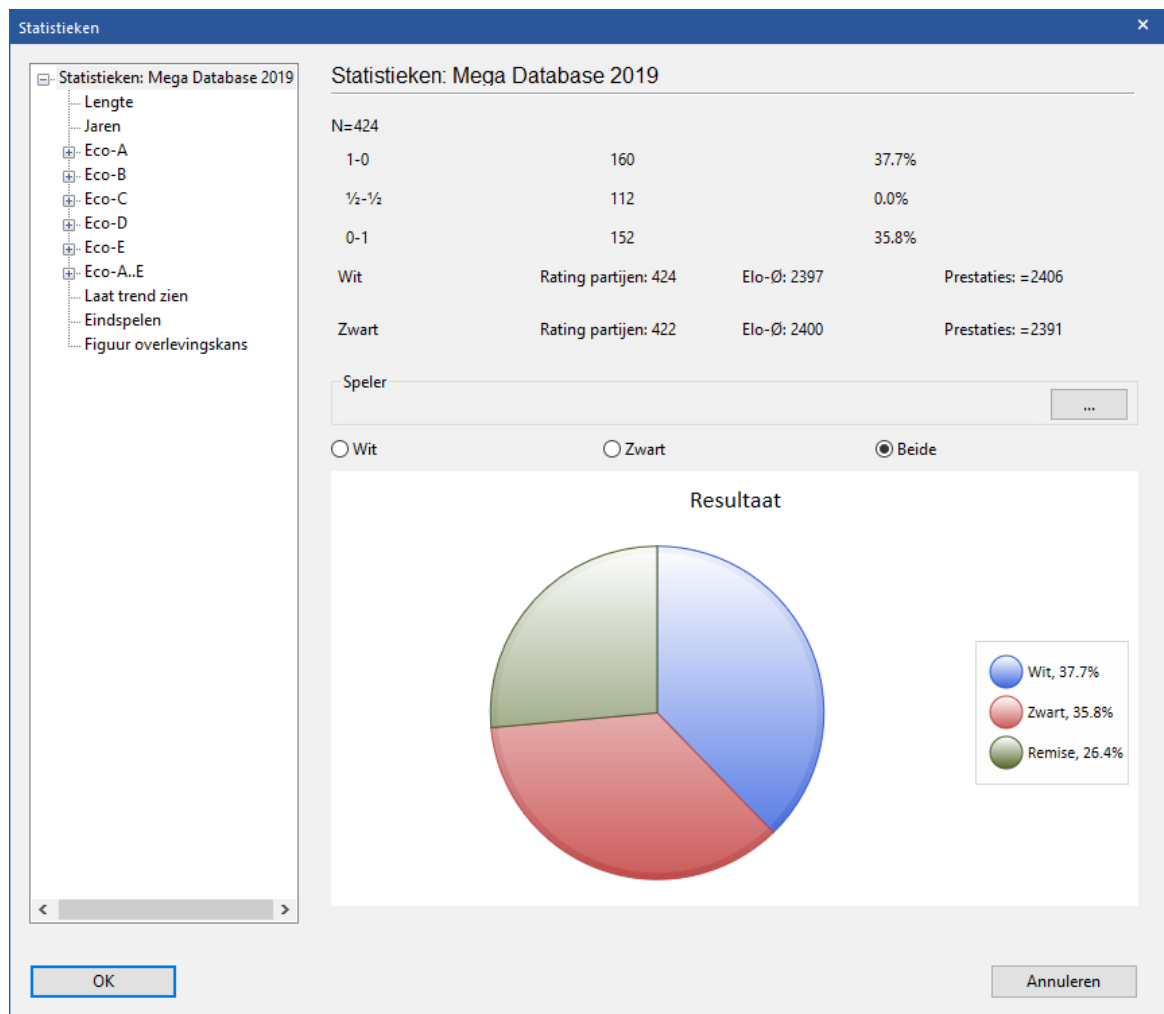 Statistieken
Statistieken: Mega Database 2019
Lengte
Jaren
Eco-A
Eco-B
Eco-C
Eco-D
Eco-E
Eco-A..E
Laat trend zien
Eindspelen
Figuur overlevingskans
Statistieken: Mega Database 2019
N=424
1-0 160 37.7%
½-½ 112 0.0%
0-1 152 35.8%
Wit Rating partijen: 424 Elo-Ø: 2397 Prestaties: =2406
Zwart Rating partijen: 422 Elo-Ø: 2400 Prestaties: =2391
Speler
...
Wit Zwart Beide
Resultaat
Wit, 37.7%
Zwart, 35.8%
Remise, 26.4%
OK Annuleren